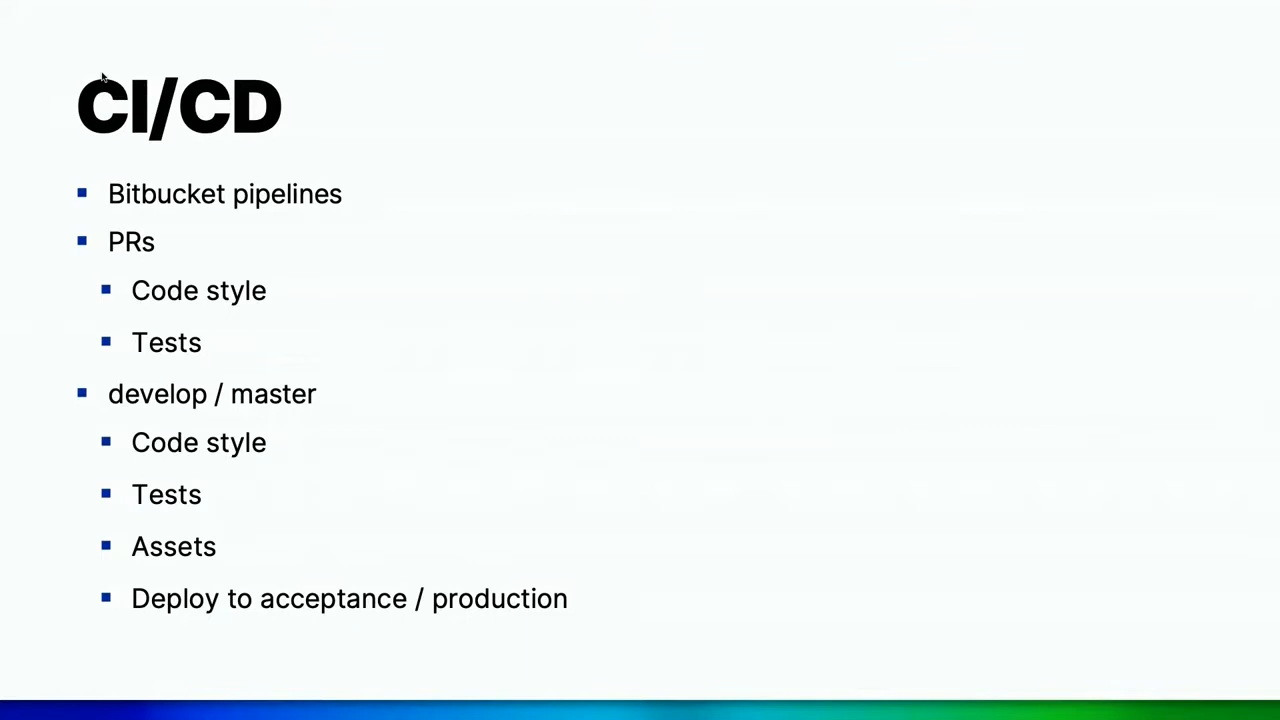 CI/CD
Bitbucket pipelines
PRs
Code style
Tests
develop / master
Code style
Tests
Assets
Deploy to acceptance / production